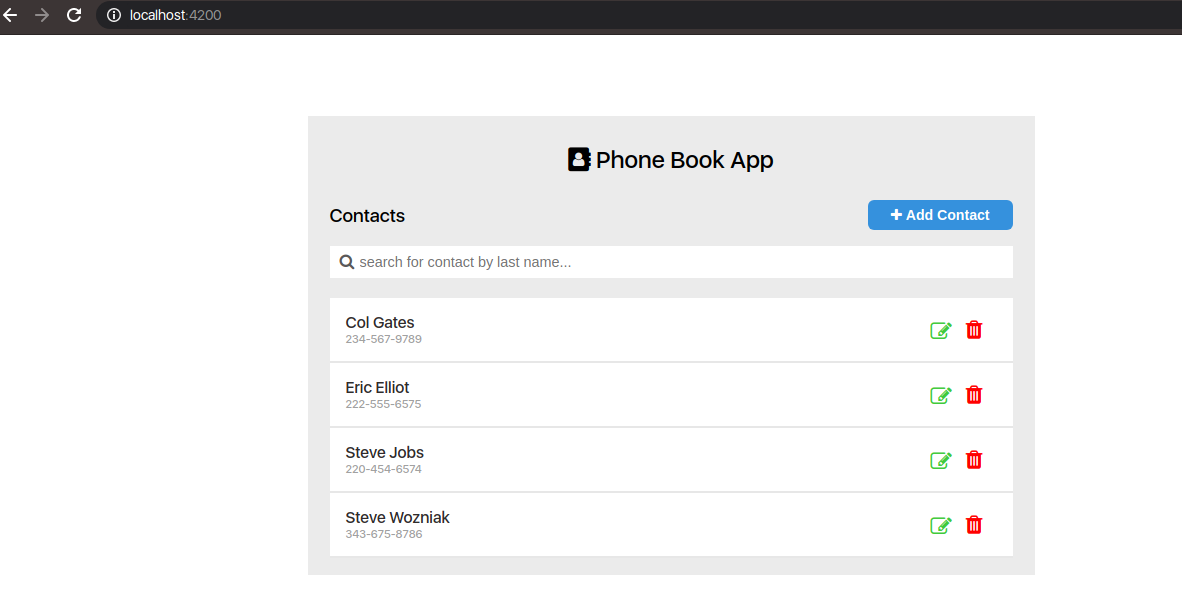 localhost:4200
Phone Book App
Contacts
Add Contact
search for contact by last name...
Col Gates
234-567-9789
Eric Elliot
222-555-6575
Steve Jobs
220-454-6574
Steve Wozniak
343-675-8786